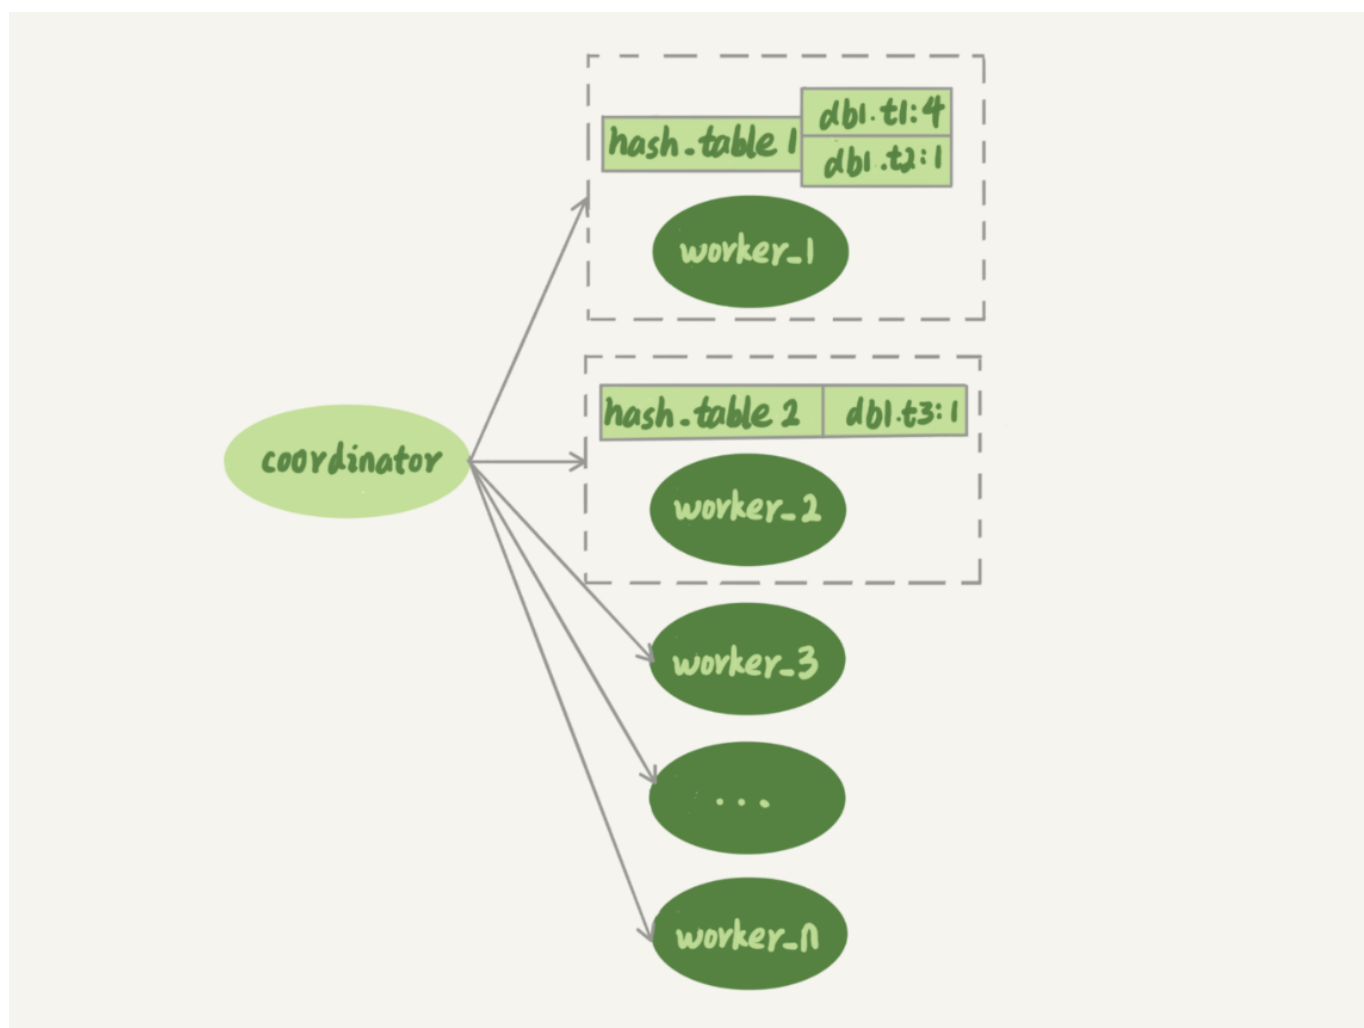 hash_table 1
db1.t1:4
db1.t2:1
worker_1
coordinator
hash_table 2
db1.t3:1
worker_2
worker_3
...
worker_n